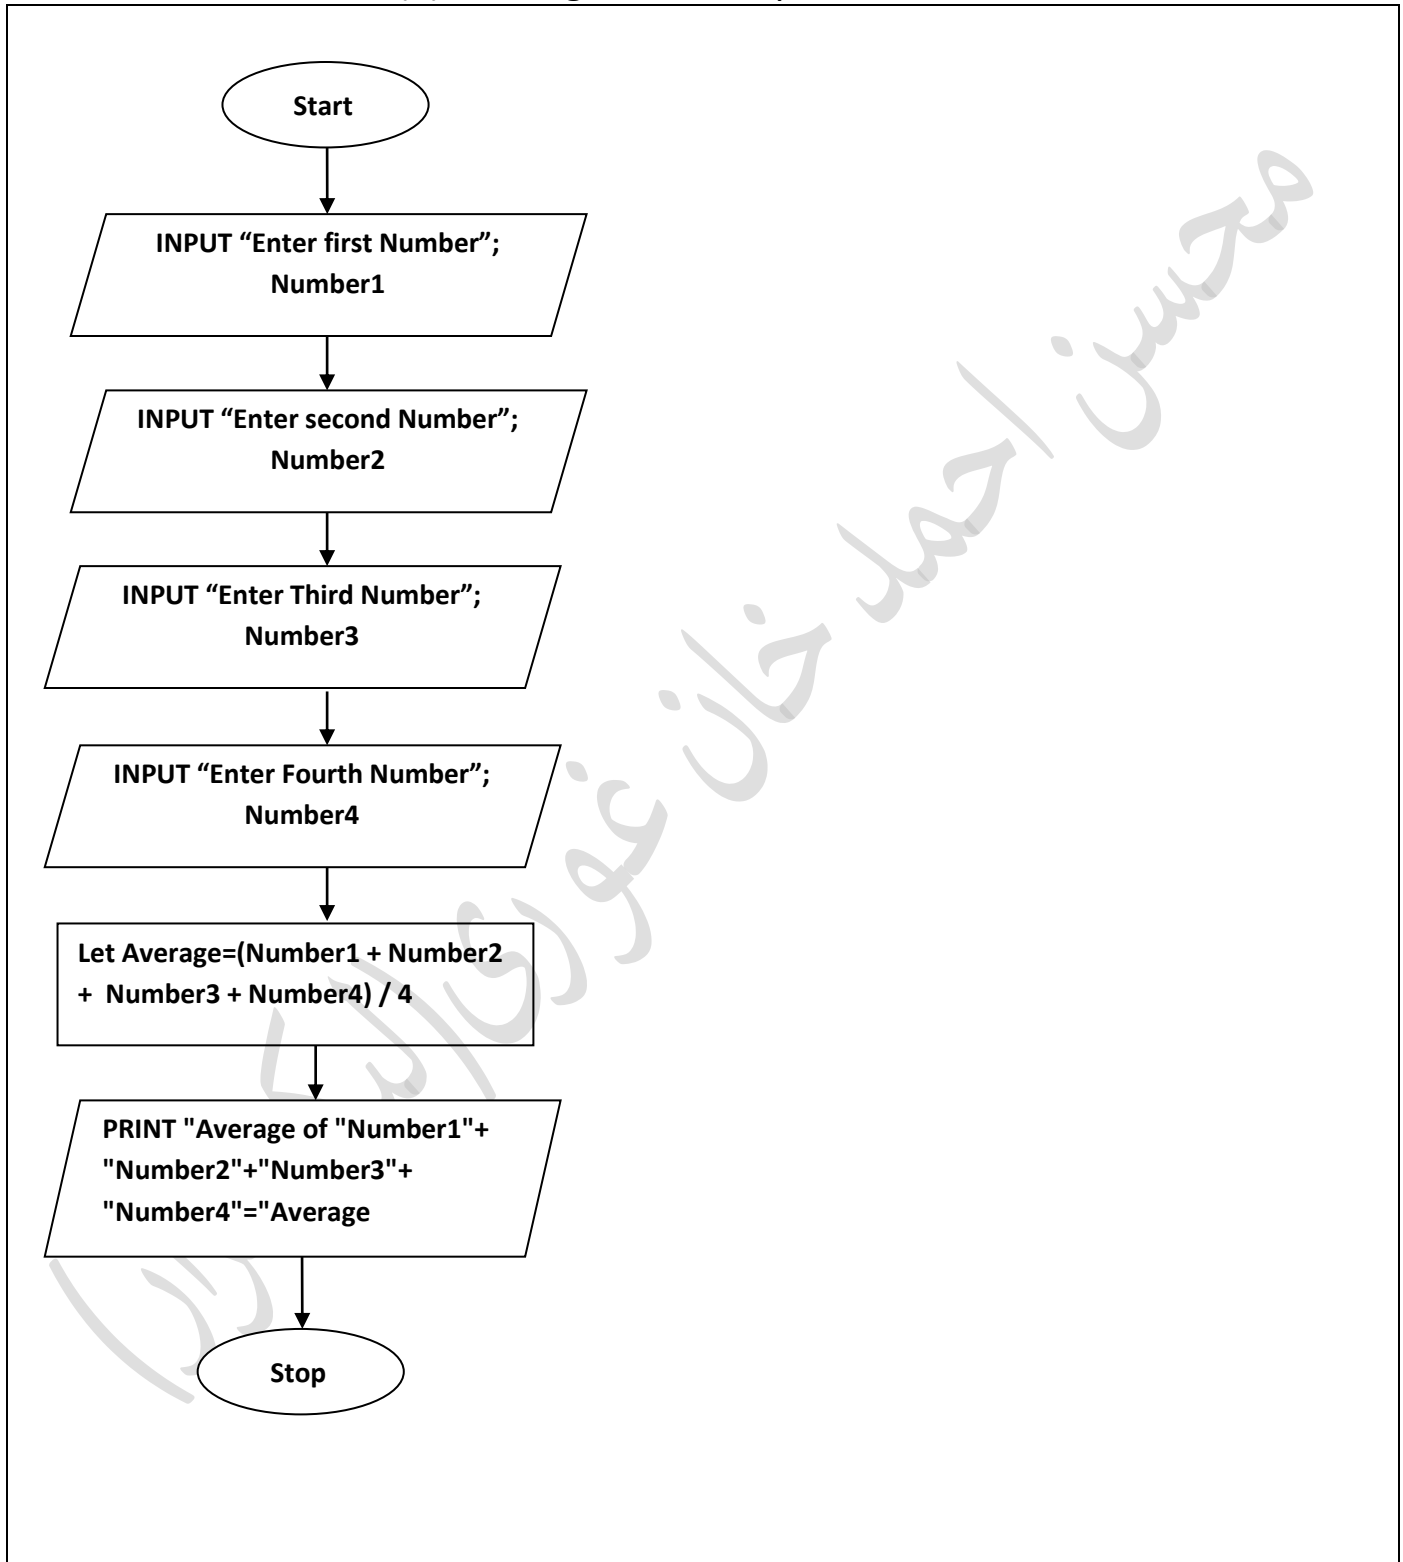 Start
INPUT “Enter first Number”;
Number1
INPUT “Enter second Number”;
Number2
INPUT “Enter Third Number”;
Number3
INPUT “Enter Fourth Number”;
Number4
Let Average=(Number1 + Number2
+  Number3 + Number4) / 4
PRINT "Average of "Number1"+
"Number2"+"Number3"+
"Number4"="Average
Stop
محسن احمد خان غوری